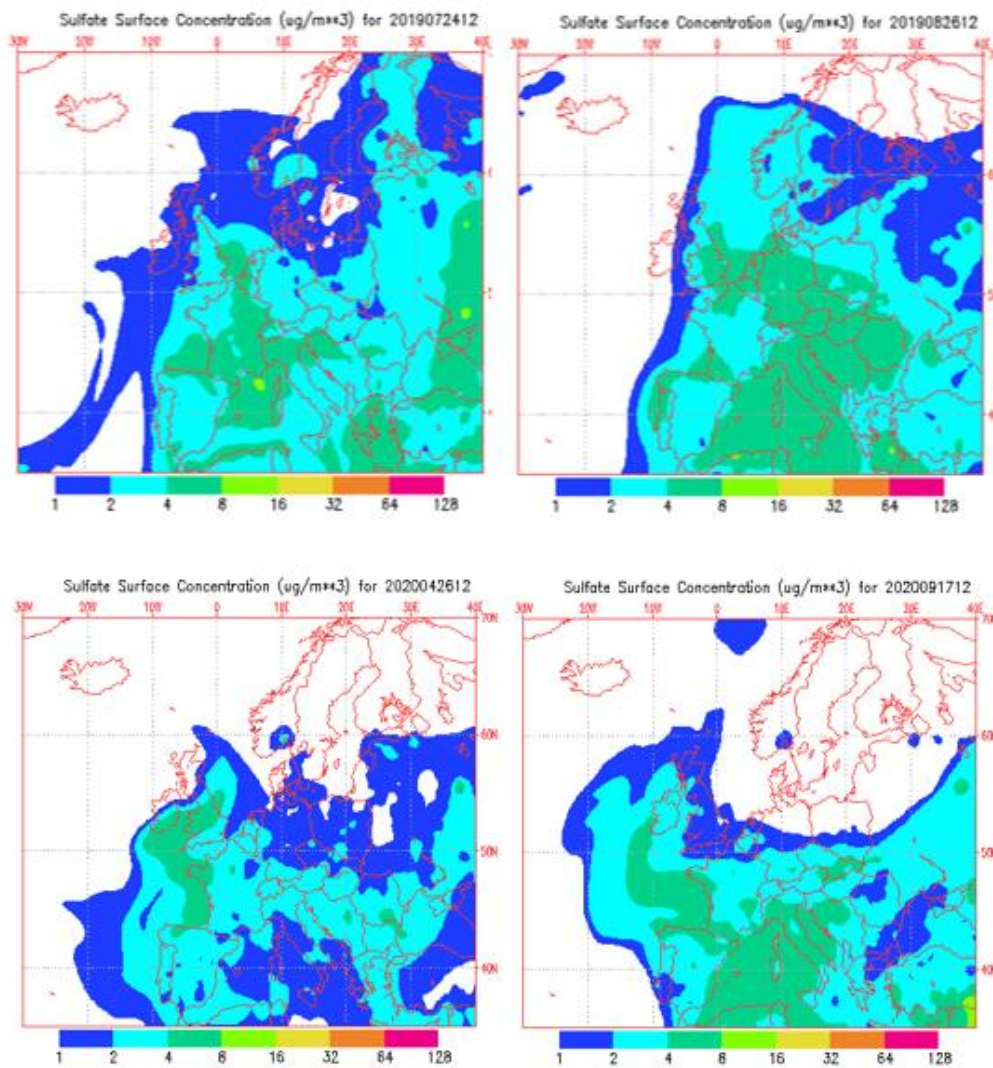 Sulfate Surface Concentration (ug/m**3) for 2019072412
30W 20W 10W 0 10E 20E 30E 40E
1 2 4 8 16 32 64 128
Sulfate Surface Concentration (ug/m**3) for 2019082612
30W 20W 10W 0 10E 20E 30E 40E
1 2 4 8 16 32 64 128
Sulfate Surface Concentration (ug/m**3) for 2020042612
30W 20W 10W 0 10E 20E 30E 40E
70N
60N
50N
40N
1 2 4 8 16 32 64 128
Sulfate Surface Concentration (ug/m**3) for 2020091712
30W 20W 10W 0 10E 20E 30E 40E
1 2 4 8 16 32 64 128